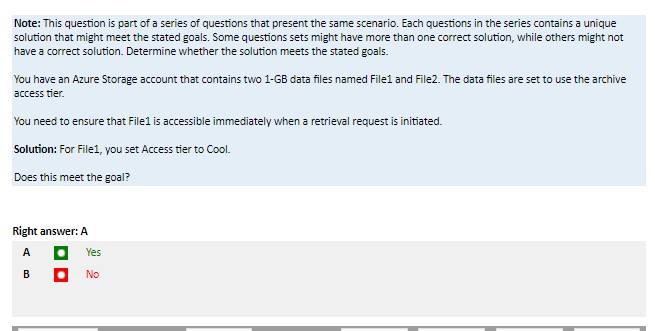 Note: This question is part of a series of questions that present the same scenario. Each questions in the series contains a unique
solution that might meet the stated goals. Some questions sets might have more than one correct solution, while others might not
have a correct solution. Determine whether the solution meets the stated goals.
You have an Azure Storage account that contains two 1-GB data files named File1 and File2. The data files are set to use the archive
access tier.
You need to ensure that File1 is accessible immediately when a retrieval request is initiated.
Solution: For File1, you set Access tier to Cool.
Does this meet the goal?
Right answer: A
A Yes
B No